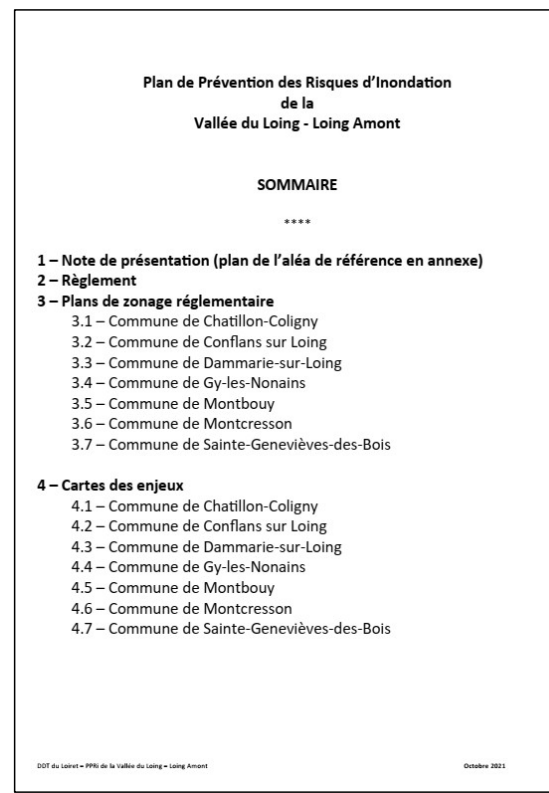 Plan de Prévention des Risques d’Inondation
de la
Vallée du Loing - Loing Amont
SOMMAIRE
****
1 – Note de présentation (plan de l’aléa de référence en annexe)
2 – Règlement
3 – Plans de zonage réglementaire
3.1 – Commune de Chatillon-Coligny
3.2 – Commune de Conflans sur Loing
3.3 – Commune de Dammarie-sur-Loing
3.4 – Commune de Gy-les-Nonains
3.5 – Commune de Montbouy
3.6 – Commune de Montcresson
3.7 – Commune de Sainte-Genevièves-des-Bois
4 – Cartes des enjeux
4.1 – Commune de Chatillon-Coligny
4.2 – Commune de Conflans sur Loing
4.3 – Commune de Dammarie-sur-Loing
4.4 – Commune de Gy-les-Nonains
4.5 – Commune de Montbouy
4.6 – Commune de Montcresson
4.7 – Commune de Sainte-Genevièves-des-Bois
DDT du Loiret – PPRi de la Vallée du Loing – Loing Amont
Octobre 2021